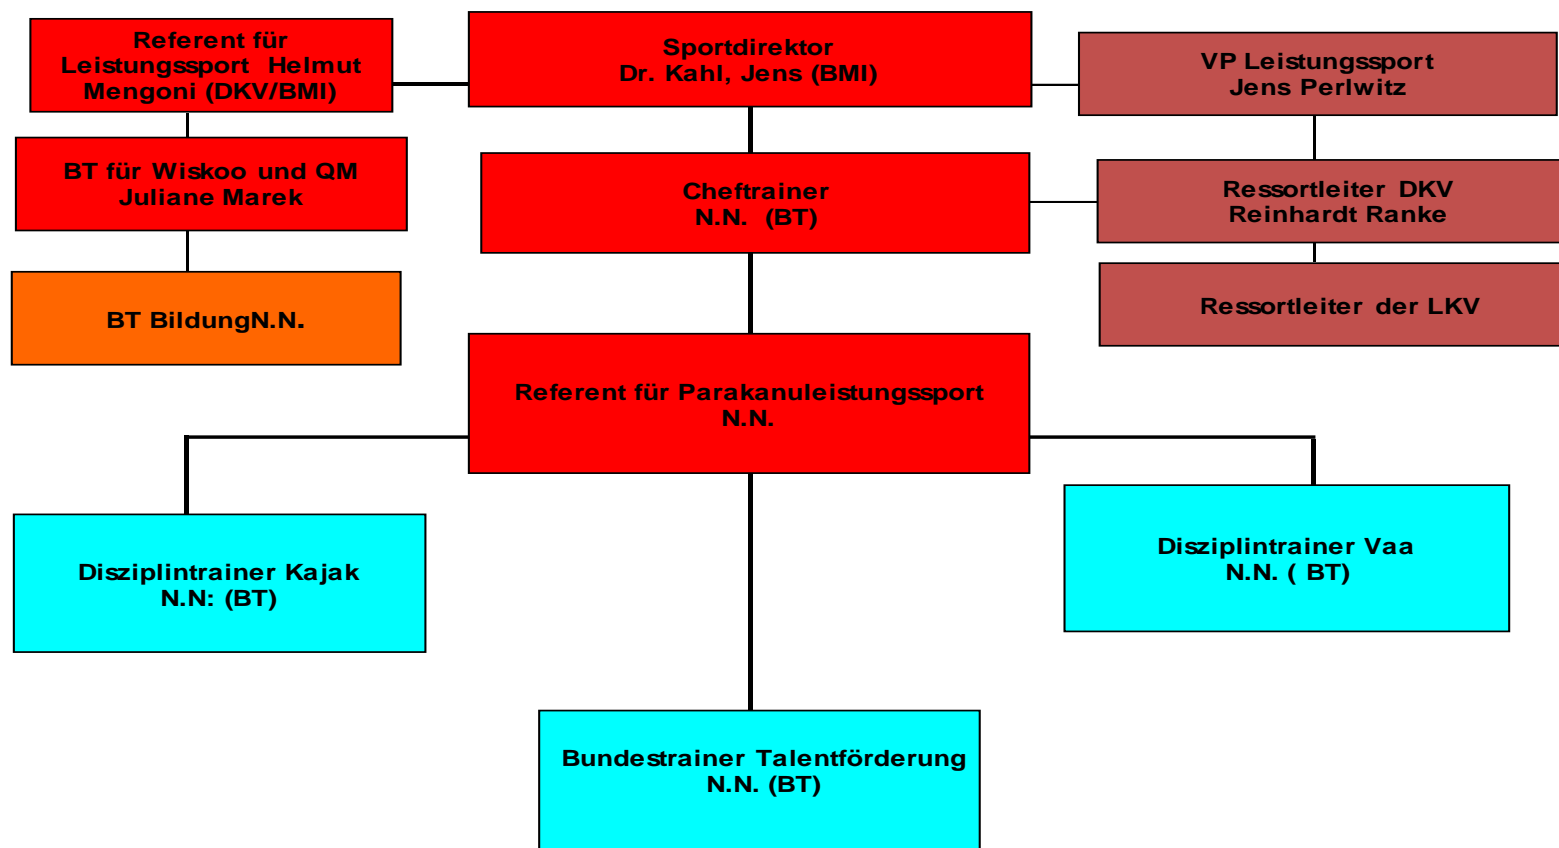 Referent für
Leistungssport Helmut
Mengoni (DKV/BMI)
Sportdirektor
Dr. Kahl, Jens (BMI)
VP Leistungssport
Jens Perlwitz
BT für Wiskoo und QM
Juliane Marek
Cheftrainer
N.N. (BT)
Ressortleiter DKV
Reinhardt Ranke
BT BildungN.N.
Ressortleiter der LKV
Referent für Parakanuleistungssport
N.N.
Disziplintrainer Kajak
N.N: (BT)
Disziplintrainer Vaa
N.N. ( BT)
Bundestrainer Talentförderung
N.N. (BT)